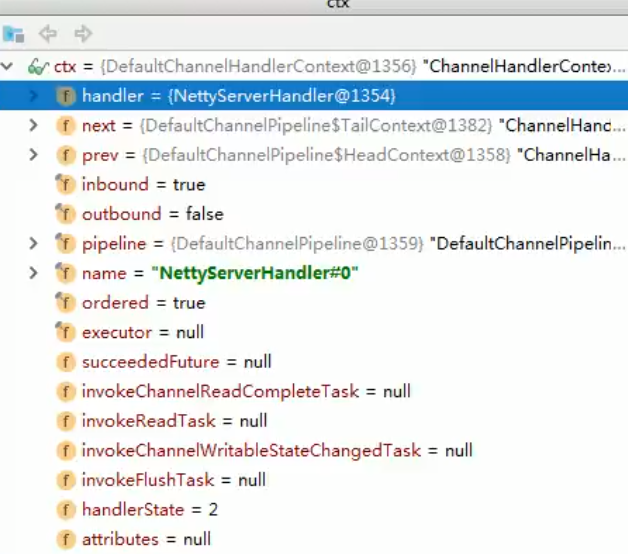 ctx
ctx = {DefaultChannelHandlerContext@1356} "ChannelHandlerContex...
handler = {NettyServerHandler@1354}
next = {DefaultChannelPipeline$TailContext@1382} "ChannelHand...
prev = {DefaultChannelPipeline$HeadContext@1358} "ChannelHa...
inbound = true
outbound = false
pipeline = {DefaultChannelPipeline@1359} "DefaultChannelPipelin...
name = "NettyServerHandler#0"
ordered = true
executor = null
succeededFuture = null
invokeChannelReadCompleteTask = null
invokeReadTask = null
invokeChannelWritableStateChangedTask = null
invokeFlushTask = null
handlerState = 2
attributes = null